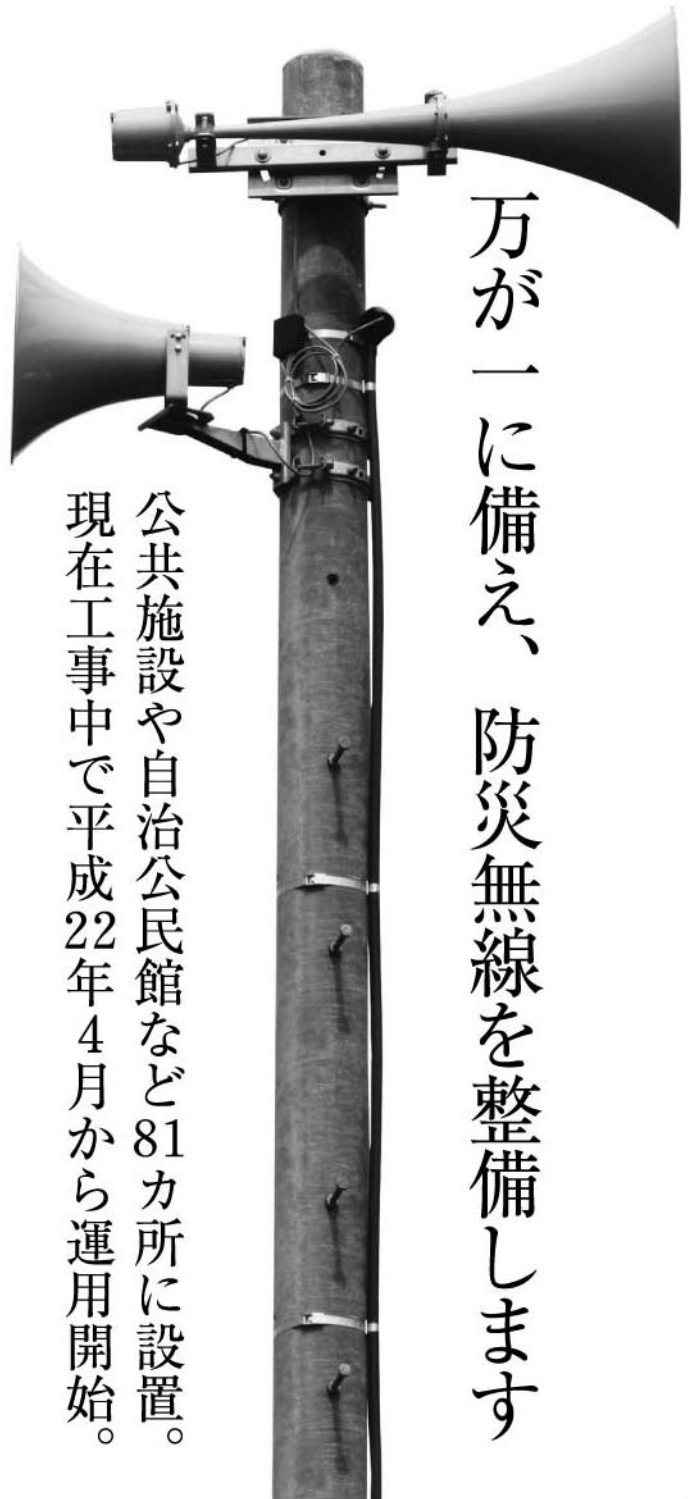 万が一に備え、防災無線を整備します
公共施設や自治公民館など81カ所に設置。
現在工事中で平成22年4月から運用開始。